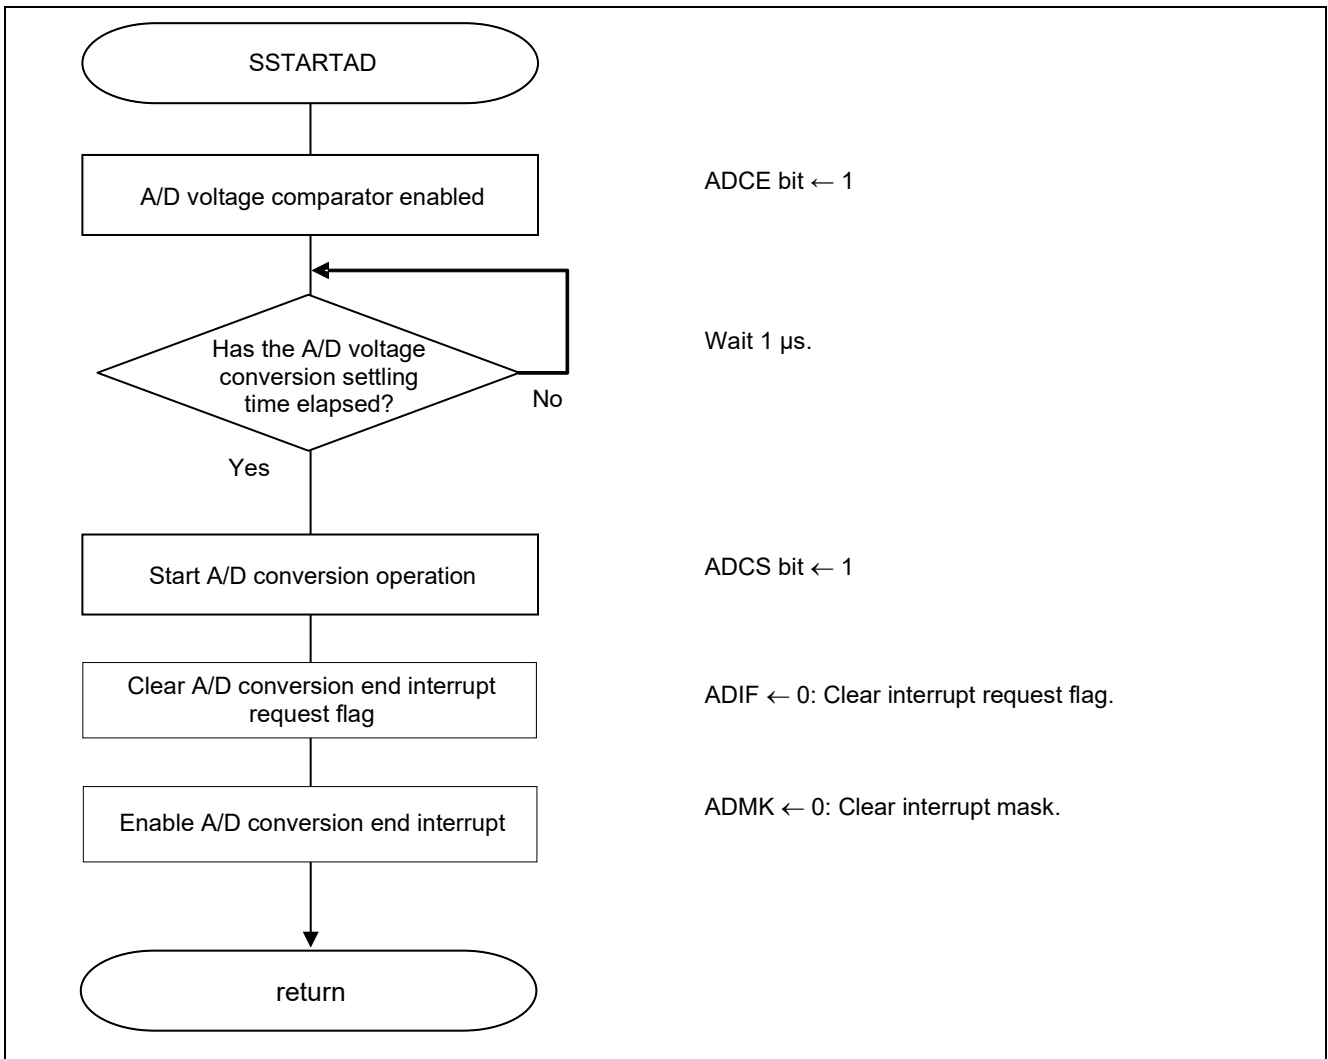 SSTARTAD
A/D voltage comparator enabled
ADCE bit ← 1
Has the A/D voltage
conversion settling
time elapsed?
Wait 1 μs.
No
Yes
Start A/D conversion operation
ADCS bit ← 1
Clear A/D conversion end interrupt
request flag
ADIF ← 0: Clear interrupt request flag.
Enable A/D conversion end interrupt
ADMK ← 0: Clear interrupt mask.
return